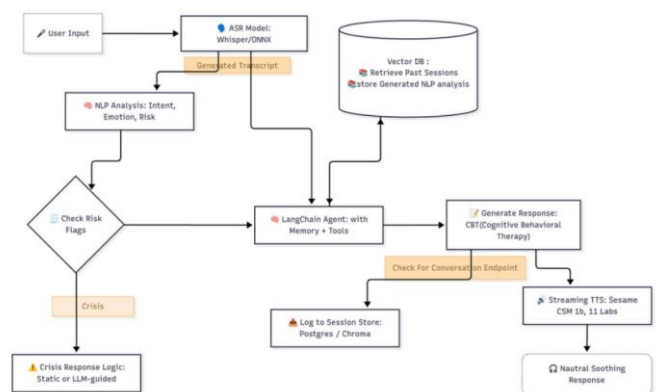 🎤 User Input
🗣️ ASR Model:
Whisper/ONNX
Generated Transcript
Vector DB :
📚 Retrieve Past Sessions
📚store Generated NLP analysis
🧠 NLP Analysis: Intent,
Emotion, Risk
🧾 Check Risk
Flags
🧠 LangChain Agent: with
Memory + Tools
📝 Generate Response:
CBT(Cognitive Behavioral
Therapy)
Check For Conversation Endpoint
Crisis
📤 Log to Session Store:
Postgres / Chroma
🔊 Streaming TTS: Sesame
CSM 1b, 11 Labs
⚠️ Crisis Response Logic:
Static or LLM-guided
🎧 Nautral Soothing
Response